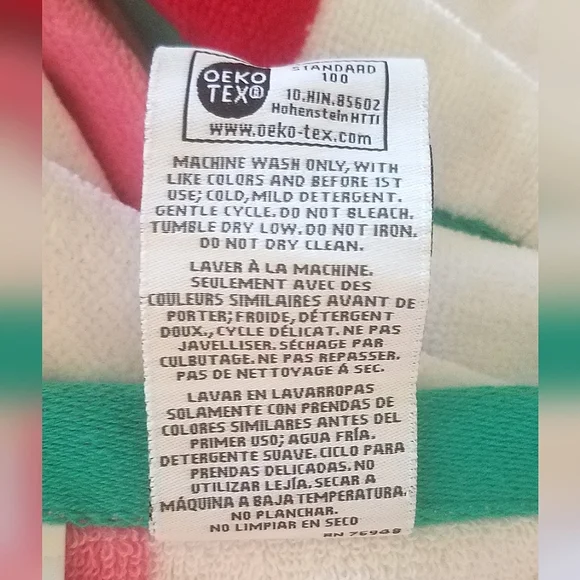 OEKO
TEX®
STANDARD
100
10.HIN.85602
Hohenstein HTTI
www.oeko-tex.com
MACHINE WASH ONLY, WITH
LIKE COLORS AND BEFORE 1ST
USE; COLD, MILD DETERGENT.
GENTLE CYCLE. DO NOT BLEACH.
TUMBLE DRY LOW. DO NOT IRON.
DO NOT DRY CLEAN.
LAVER À LA MACHINE.
SEULEMENT AVEC DES
COULEURS SIMILAIRES AVANT DE
PORTER; FROIDE, DÉTERGENT
DOUX., CYCLE DÉLICAT. NE PAS
JAVELLISER. SÉCHAGE PAR
CULBUTAGE. NE PAS REPASSER.
PAS DE NETTOYAGE À SEC.
LAVAR EN LAVARROPAS
SOLAMENTE CON PRENDAS DE
COLORES SIMILARES ANTES DEL
PRIMER USO; AGUA FRÍA.
DETERGENTE SUAVE. CICLO PARA
PRENDAS DELICADAS. NO
UTILIZAR LEJÍA. SECAR A
MÁQUINA A BAJA TEMPERATURA.
NO PLANCHAR.
NO LIMPIAR EN SECO
RN 76948